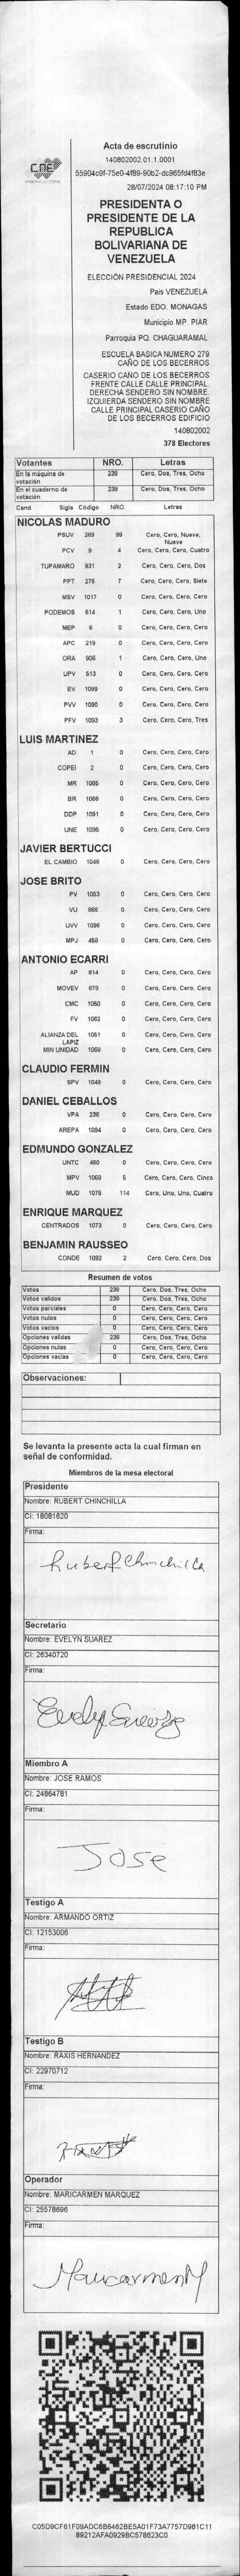 CNE
Acta de escrutinio
140802002.01.1.0001
55904c9f-75e0-4f89-90b2-dc965fd4f83e
28/07/2024 08:17:10 PM
PRESIDENTA O
PRESIDENTE DE LA
REPUBLICA
BOLIVARIANA DE
VENEZUELA
ELECCIÓN PRESIDENCIAL 2024
Pais VENEZUELA
Estado EDO. MONAGAS
Municipio MP. PIAR
Parroquia PQ. CHAGUARAMAL
ESCUELA BASICA NUMERO 279
CAÑO DE LOS BECERROS
CASERIO CAÑO DE LOS BECERROS
FRENTE CALLE CALLE PRINCIPAL.
DERECHA SENDERO SIN NOMBRE.
IZQUIERDA SENDERO SIN NOMBRE
CALLE PRINCIPAL CASERIO CAÑO
DE LOS BECERROS EDIFICIO
140802002
378 Electores
Votantes NRO. Letras
En la máquina de votación 238 Cero, Dos, Tres, Ocho
En el cuaderno de votación 238 Cero, Dos, Tres, Ocho
Cand. Sigla Código NRO. Letras
NICOLAS MADURO
PSUV 269 99 Cero, Cero, Nueve, Nueve
PCV 9 4 Cero, Cero, Cero, Cuatro
TUPAMARO 931 2 Cero, Cero, Cero, Dos
PPT 276 7 Cero, Cero, Cero, Siete
MSV 1017 0 Cero, Cero, Cero, Cero
PODEMOS 514 1 Cero, Cero, Cero, Uno
MEP 6 0 Cero, Cero, Cero, Cero
APC 219 0 Cero, Cero, Cero, Cero
ORA 906 1 Cero, Cero, Cero, Uno
UPV 513 0 Cero, Cero, Cero, Cero
EV 1089 0 Cero, Cero, Cero, Cero
PVV 1090 0 Cero, Cero, Cero, Cero
PFV 1093 3 Cero, Cero, Cero, Tres
LUIS MARTINEZ
AD 1 0 Cero, Cero, Cero, Cero
COPEI 2 0 Cero, Cero, Cero, Cero
MR 1065 0 Cero, Cero, Cero, Cero
BR 1066 0 Cero, Cero, Cero, Cero
DDP 1091 0 Cero, Cero, Cero, Cero
UNE 1095 0 Cero, Cero, Cero, Cero
JAVIER BERTUCCI
EL CAMBIO 1048 0 Cero, Cero, Cero, Cero
JOSE BRITO
PV 1053 0 Cero, Cero, Cero, Cero
VU 868 0 Cero, Cero, Cero, Cero
UVV 1096 0 Cero, Cero, Cero, Cero
MPJ 458 0 Cero, Cero, Cero, Cero
ANTONIO ECARRI
AP 814 0 Cero, Cero, Cero, Cero
MOVEV 679 0 Cero, Cero, Cero, Cero
CMC 1050 0 Cero, Cero, Cero, Cero
FV 1062 0 Cero, Cero, Cero, Cero
ALIANZA DEL LAPIZ 1051 0 Cero, Cero, Cero, Cero
MIN UNIDAD 1068 0 Cero, Cero, Cero, Cero
CLAUDIO FERMIN
SPV 1049 0 Cero, Cero, Cero, Cero
DANIEL CEBALLOS
VPA 236 0 Cero, Cero, Cero, Cero
AREPA 1094 0 Cero, Cero, Cero, Cero
EDMUNDO GONZALEZ
UNTC 460 0 Cero, Cero, Cero, Cero
MPV 1069 5 Cero, Cero, Cero, Cinco
MUD 1075 114 Cero, Uno, Uno, Cuatro
ENRIQUE MARQUEZ
CENTRADOS 1073 0 Cero, Cero, Cero, Cero
BENJAMIN RAUSSEO
CONDE 1092 2 Cero, Cero, Cero, Dos
Resumen de votos
Votos 238 Cero, Dos, Tres, Ocho
Votos validos 238 Cero, Dos, Tres, Ocho
Votos parciales 0 Cero, Cero, Cero, Cero
Votos nulos 0 Cero, Cero, Cero, Cero
Votos vacios 0 Cero, Cero, Cero, Cero
Opciones validas 238 Cero, Dos, Tres, Ocho
Opciones nulas 0 Cero, Cero, Cero, Cero
Opciones vacias 0 Cero, Cero, Cero, Cero
Observaciones:
Se levanta la presente acta la cual firman en
señal de conformidad.
Miembros de la mesa electoral
Presidente
Nombre: RUBERT CHINCHILLA
CI: 18081620
Firma:
Rubert Chinchilla
Secretario
Nombre: EVELYN SUAREZ
CI: 26340720
Firma:
Evelyn Suarez
Miembro A
Nombre: JOSE RAMOS
CI: 24864781
Firma:
Jose
Testigo A
Nombre: ARMANDO ORTIZ
CI: 12153006
Firma:
Testigo B
Nombre: RAXIS HERNANDEZ
CI: 22970712
Firma:
Operador
Nombre: MARICARMEN MARQUEZ
CI: 25578696
Firma:
Maricarmen M
C05D9CF61F09ADC6B6462BE5A01F73A7757D981C11
89212AFA0929BC578623C0